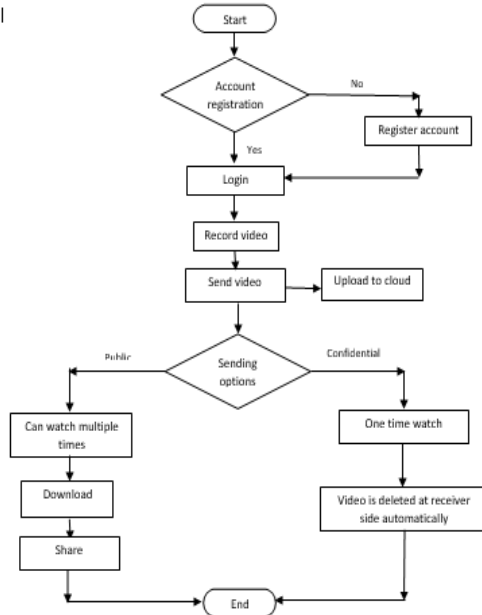 Start
Account
registration
No
Register account
Yes
Login
Record video
Send video
Upload to cloud
Sending
options
Public
Confidential
Can watch multiple
times
One time watch
Download
Video is deleted at receiver
side automatically
Share
End